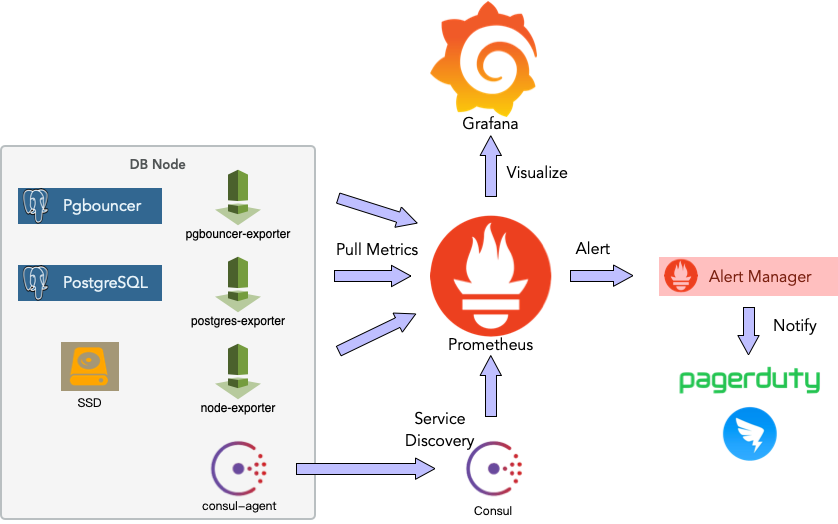 Grafana
Visualize
DB Node
Pgbouncer
pgbouncer-exporter
Pull Metrics
Alert
PostgreSQL
postgres-exporter
Alert Manager
Prometheus
Notify
SSD
node-exporter
pagerduty
Service
Discovery
consul-agent
Consul